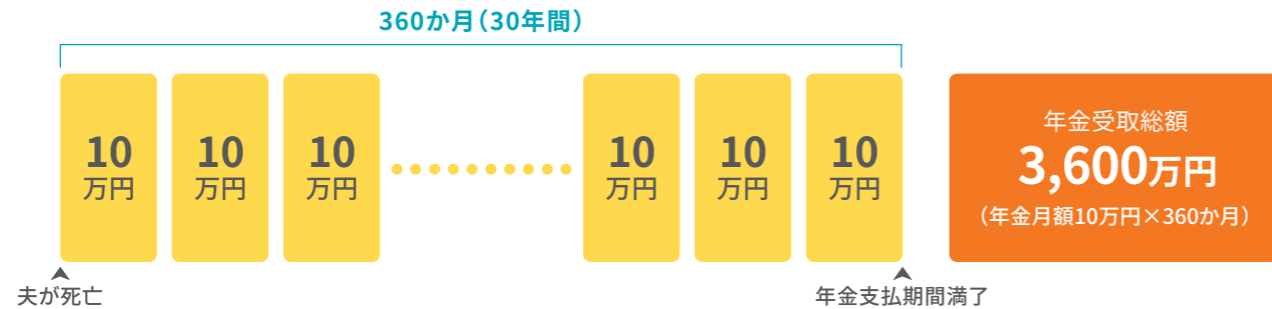 360か月（30年間）
10
万円
10
万円
10
万円
10
万円
10
万円
10
万円
年金受取総額
3,600万円
（年金月額10万円×360か月）
夫が死亡
年金支払期間満了